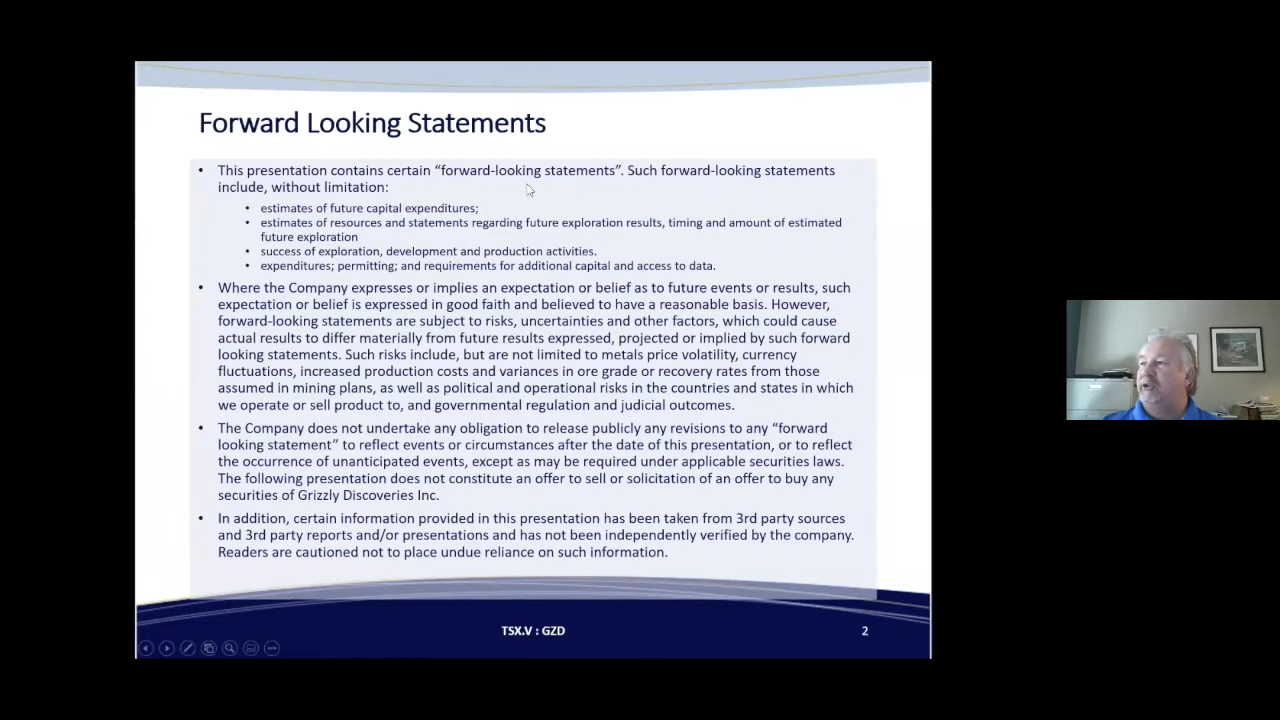 Forward Looking Statements
• This presentation contains certain “forward-looking statements”. Such forward-looking statements
include, without limitation:
• estimates of future capital expenditures;
• estimates of resources and statements regarding future exploration results, timing and amount of estimated
future exploration
• success of exploration, development and production activities.
• expenditures; permitting; and requirements for additional capital and access to data.
• Where the Company expresses or implies an expectation or belief as to future events or results, such
expectation or belief is expressed in good faith and believed to have a reasonable basis. However,
forward-looking statements are subject to risks, uncertainties and other factors, which could cause
actual results to differ materially from future results expressed, projected or implied by such forward
looking statements. Such risks include, but are not limited to metals price volatility, currency
fluctuations, increased production costs and variances in ore grade or recovery rates from those
assumed in mining plans, as well as political and operational risks in the countries and states in which
we operate or sell product to, and governmental regulation and judicial outcomes.
• The Company does not undertake any obligation to release publicly any revisions to any “forward
looking statement” to reflect events or circumstances after the date of this presentation, or to reflect
the occurrence of unanticipated events, except as may be required under applicable securities laws.
The following presentation does not constitute an offer to sell or solicitation of an offer to buy any
securities of Grizzly Discoveries Inc.
• In addition, certain information provided in this presentation has been taken from 3rd party sources
and 3rd party reports and/or presentations and has not been independently verified by the company.
Readers are cautioned not to place undue reliance on such information.
TSX.V : GZD
2